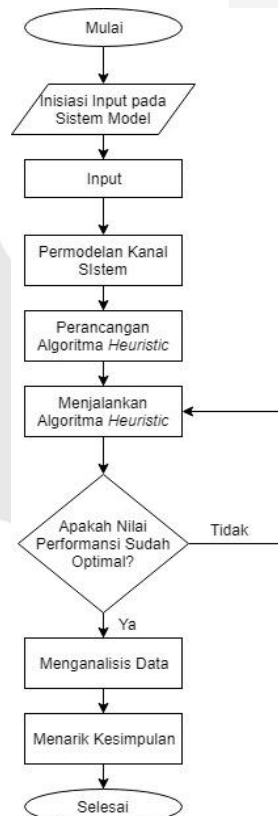 Mulai
Inisiasi Input pada
Sistem Model
Input
Permodelan Kanal
SIstem
Perancangan
Algoritma Heuristic
Menjalankan
Algoritma Heuristic
Apakah Nilai
Performansi Sudah
Optimal?
Tidak
Ya
Menganalisis Data
Menarik Kesimpulan
Selesai